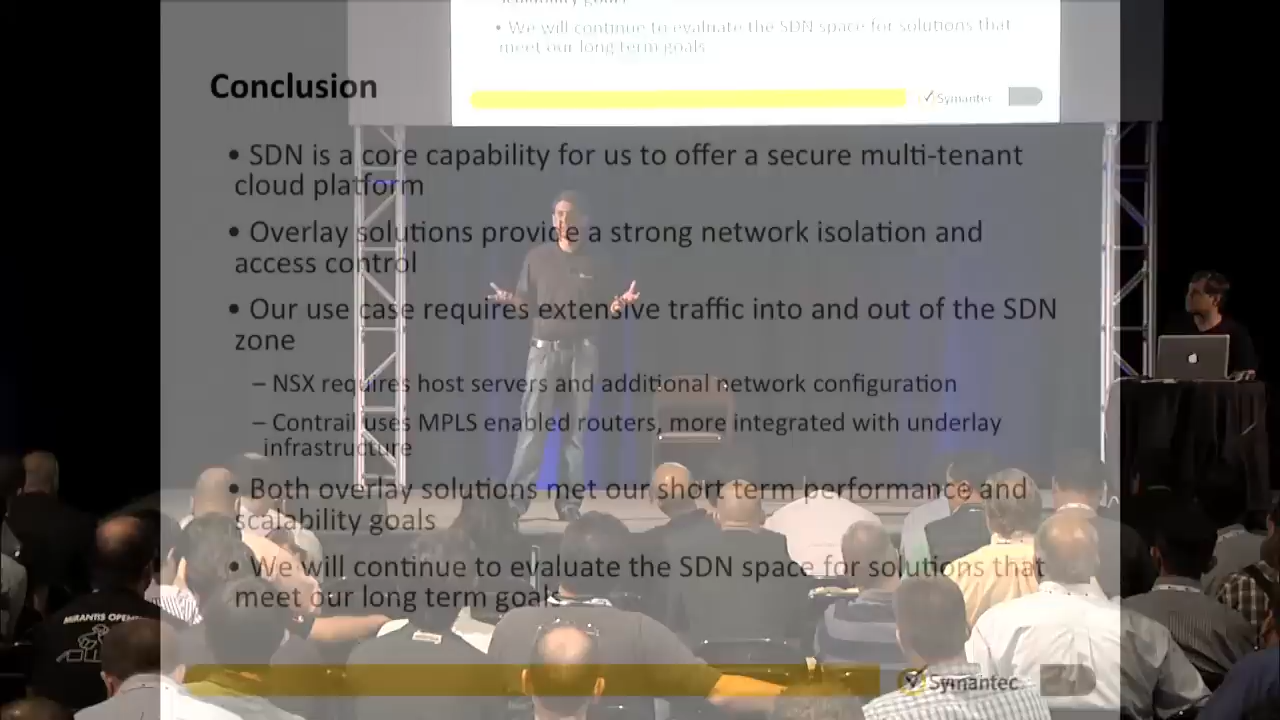 scalability goals
• We will continue to evaluate the SDN space for solutions that
meet our long term goals
Symantec
Conclusion
• SDN is a core capability for us to offer a secure multi-tenant
cloud platform
• Overlay solutions provide a strong network isolation and
access control
• Our use case requires extensive traffic into and out of the SDN
zone
– NSX requires host servers and additional network configuration
– Contrail uses MPLS enabled routers, more integrated with underlay
infrastructure
• Both overlay solutions met our short term performance and
scalability goals
• We will continue to evaluate the SDN space for solutions that
meet our long term goals
MIRANTIS
Symantec